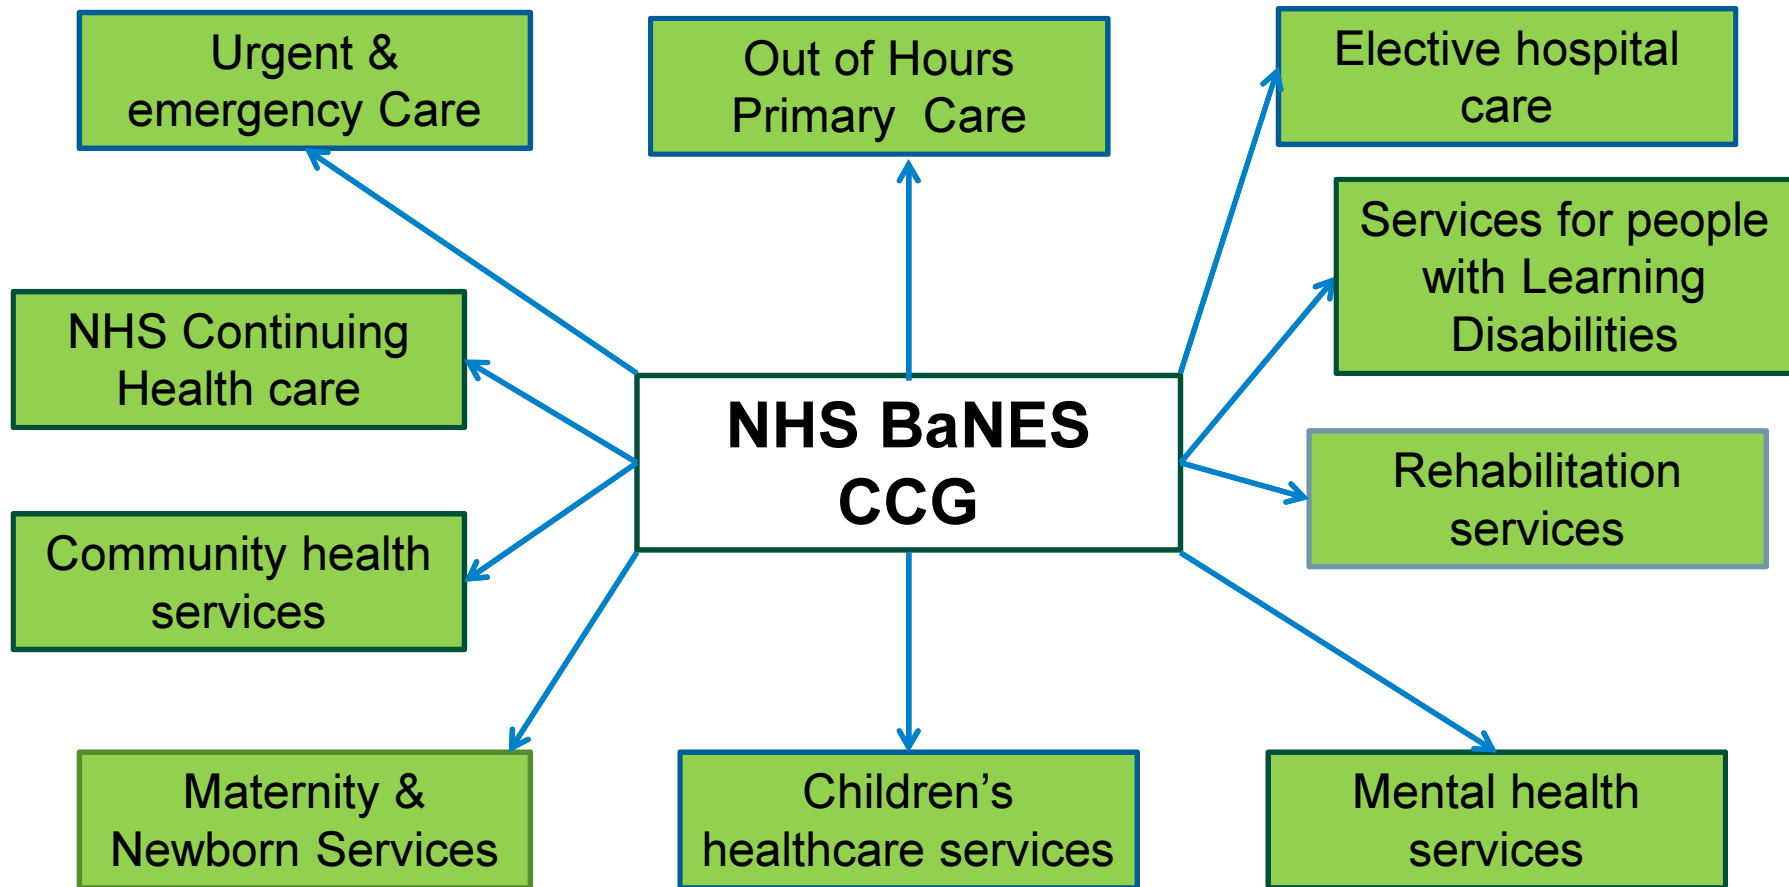 Urgent &
emergency Care
Out of Hours
Primary Care
Elective hospital
care
Services for people
with Learning
Disabilities
NHS Continuing
Health care
NHS BaNES
CCG
Rehabilitation
services
Community health
services
Maternity &
Newborn Services
Children’s
healthcare services
Mental health
services